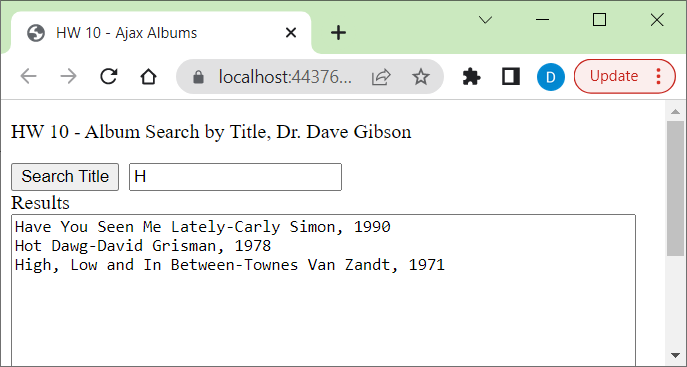 HW 10 - Ajax Albums
localhost:44376...
D
Update
HW 10 - Album Search by Title, Dr. Dave Gibson
Search Title H
Results
Have You Seen Me Lately-Carly Simon, 1990
Hot Dawg-David Grisman, 1978
High, Low and In Between-Townes Van Zandt, 1971